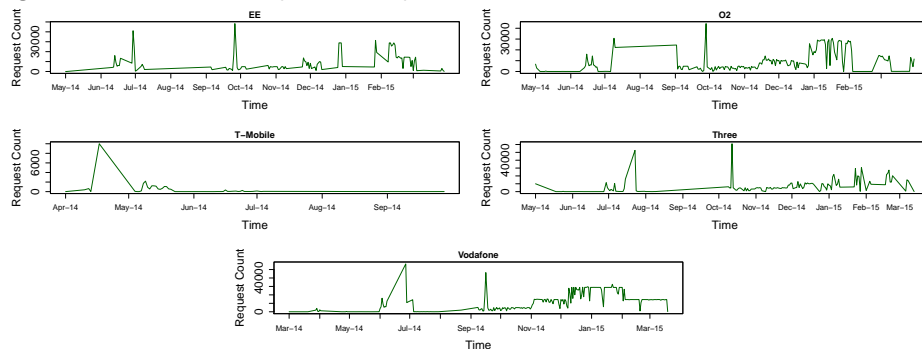 EE
Request Count
0
30000
May−14 Jun−14 Jul−14 Aug−14 Sep−14 Oct−14 Nov−14 Dec−14 Jan−15 Feb−15
Time
O2
Request Count
0
30000
May−14 Jun−14 Jul−14 Aug−14 Sep−14 Oct−14 Nov−14 Dec−14 Jan−15 Feb−15
Time
T−Mobile
Request Count
0
6000
Apr−14 May−14 Jun−14 Jul−14 Aug−14 Sep−14
Time
Three
Request Count
0
10000
May−14 Jun−14 Jul−14 Aug−14 Sep−14 Oct−14 Nov−14 Dec−14 Jan−15 Feb−15 Mar−15
Time
Vodafone
Request Count
0
40000
Mar−14 May−14 Jul−14 Sep−14 Nov−14 Jan−15 Mar−15
Time